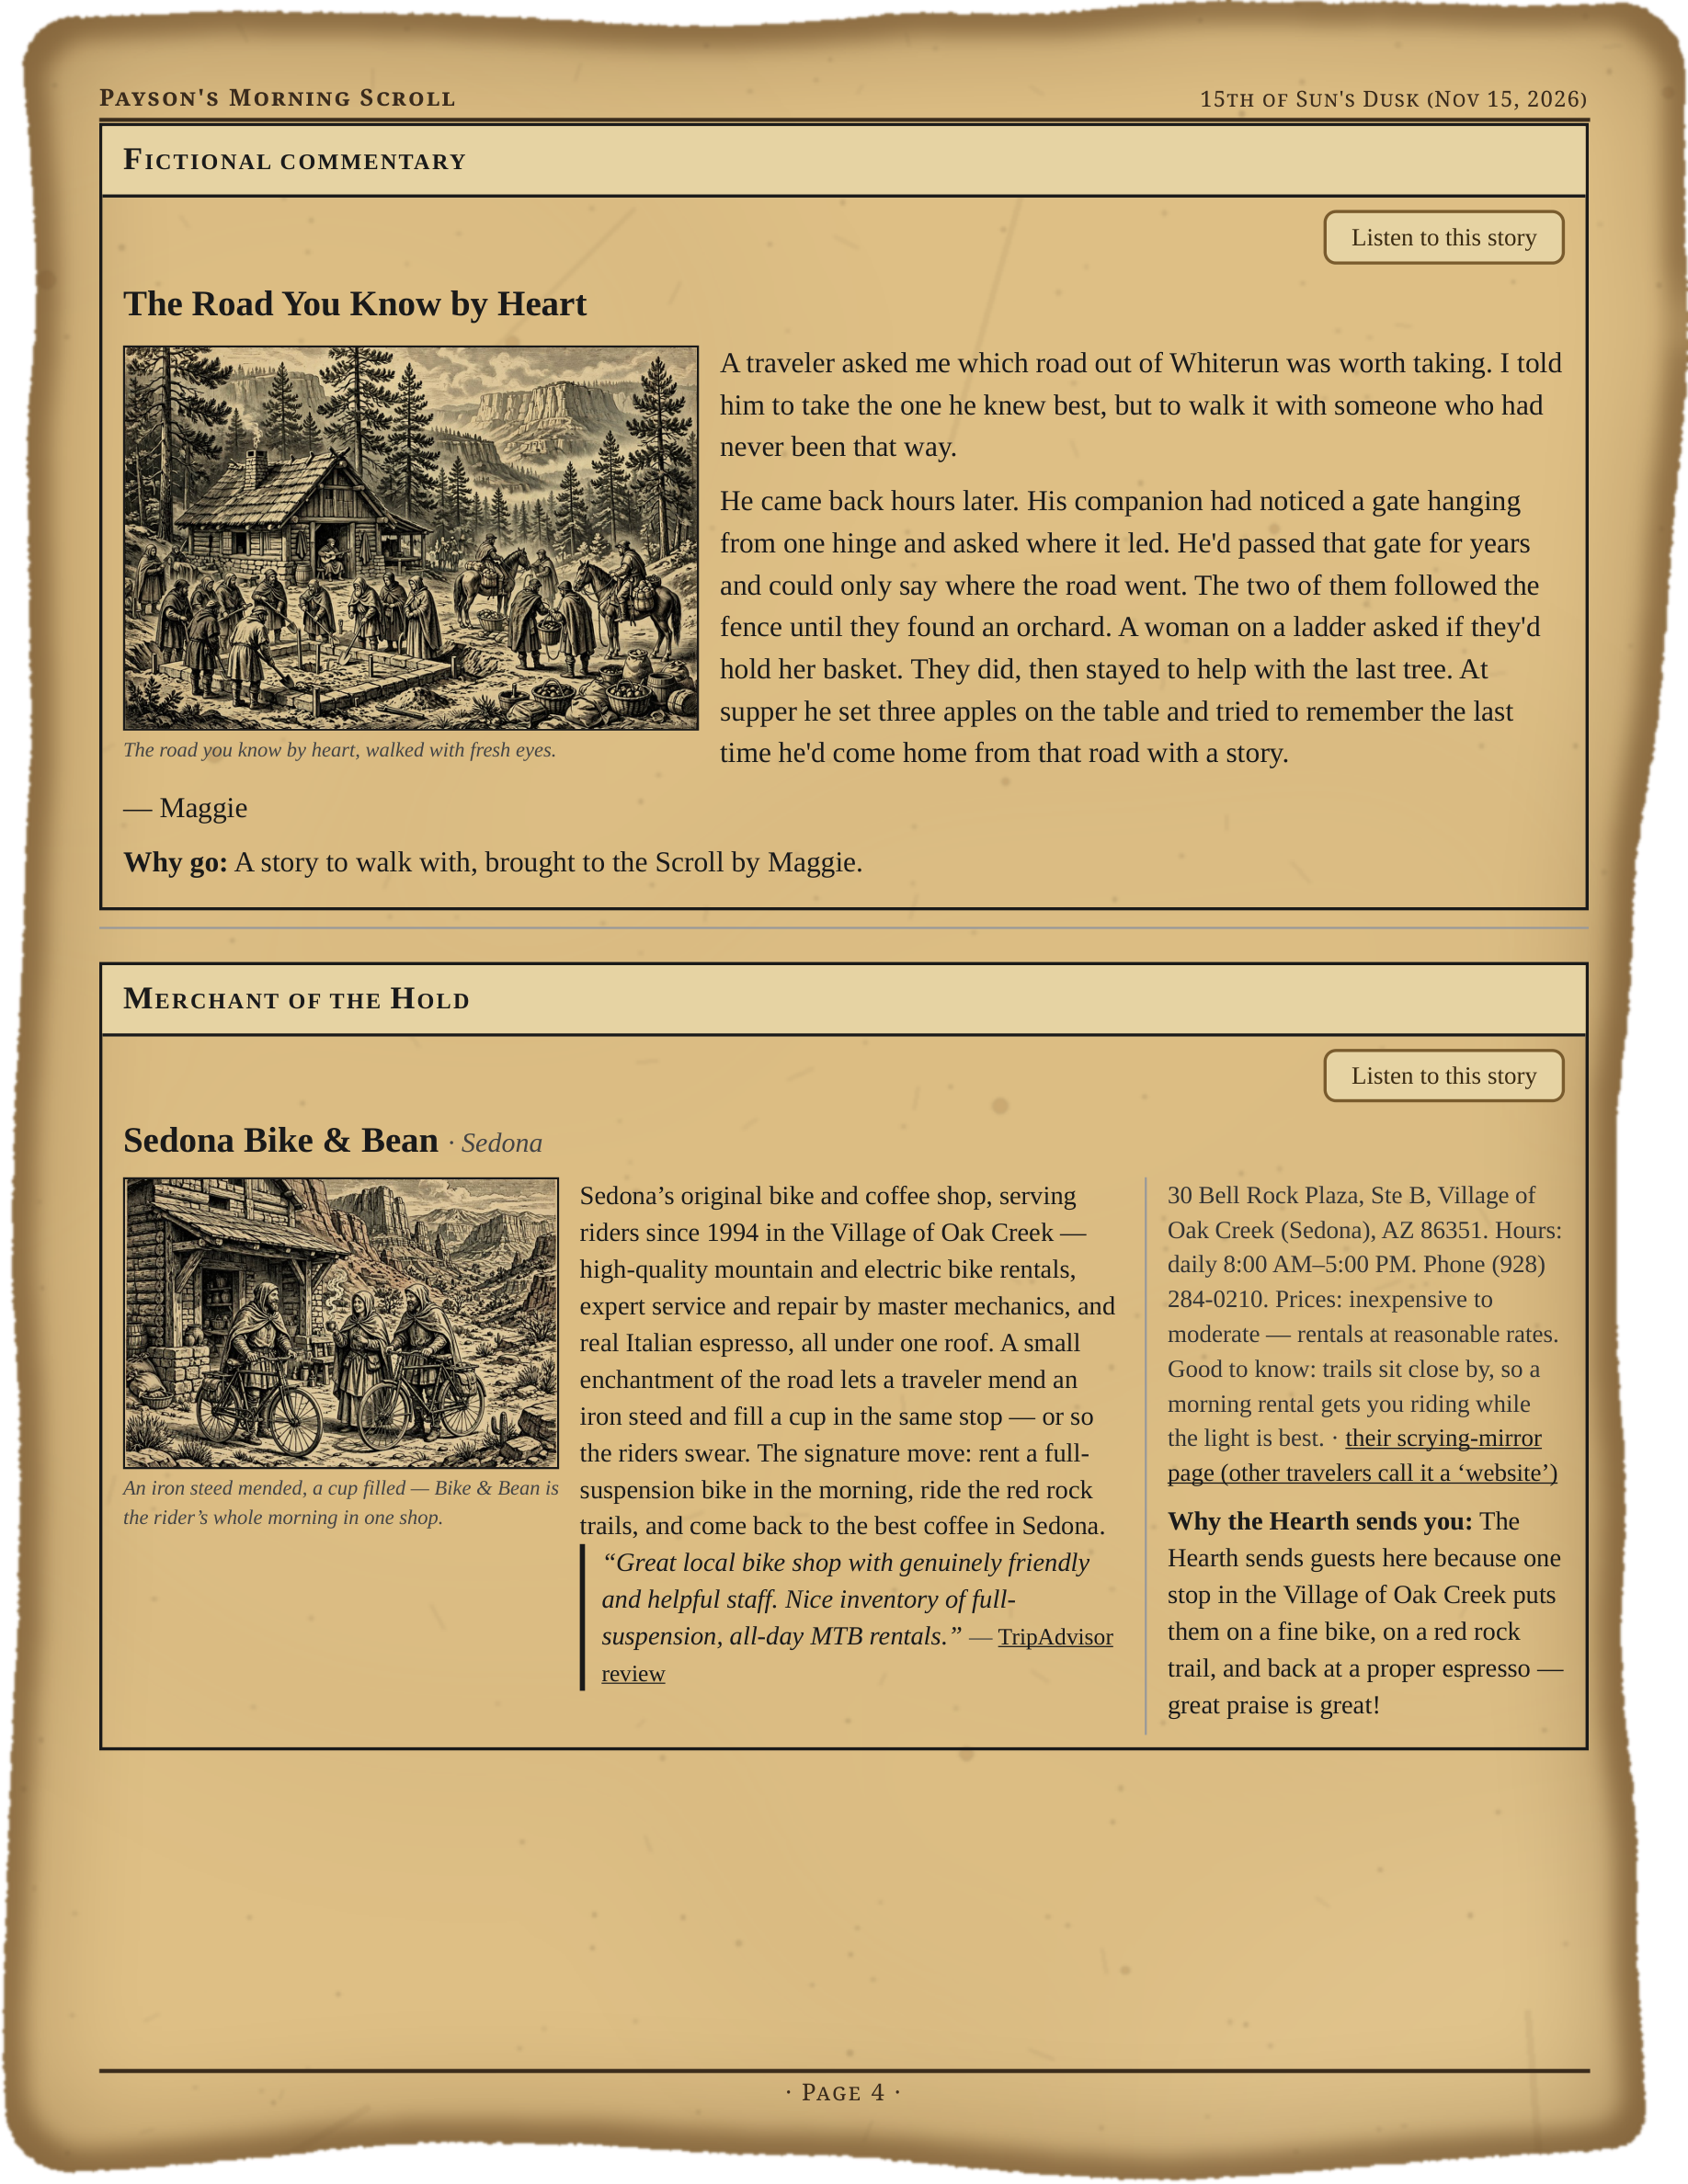 Payson's Morning Scroll
15th of Sun's Dusk (Nov 15, 2026)
Fictional commentary
Listen to this story
The Road You Know by Heart
A traveler asked me which road out of Whiterun was worth taking. I told
him to take the one he knew best, but to walk it with someone who had
never been that way.
He came back hours later. His companion had noticed a gate hanging
from one hinge and asked where it led. He'd passed that gate for years
and could only say where the road went. The two of them followed the
fence until they found an orchard. A woman on a ladder asked if they'd
hold her basket. They did, then stayed to help with the last tree. At
supper he set three apples on the table and tried to remember the last
time he'd come home from that road with a story.
The road you know by heart, walked with fresh eyes.
— Maggie
Why go: A story to walk with, brought to the Scroll by Maggie.
Merchant of the Hold
Listen to this story
Sedona Bike & Bean · Sedona
An iron steed mended, a cup filled — Bike & Bean is
the rider’s whole morning in one shop.
Sedona’s original bike and coffee shop, serving
riders since 1994 in the Village of Oak Creek —
high-quality mountain and electric bike rentals,
expert service and repair by master mechanics, and
real Italian espresso, all under one roof. A small
enchantment of the road lets a traveler mend an
iron steed and fill a cup in the same stop — or so
the riders swear. The signature move: rent a full-
suspension bike in the morning, ride the red rock
trails, and come back to the best coffee in Sedona.
“Great local bike shop with genuinely friendly
and helpful staff. Nice inventory of full-
suspension, all-day MTB rentals.” — TripAdvisor
review
30 Bell Rock Plaza, Ste B, Village of
Oak Creek (Sedona), AZ 86351. Hours:
daily 8:00 AM–5:00 PM. Phone (928)
284-0210. Prices: inexpensive to
moderate — rentals at reasonable rates.
Good to know: trails sit close by, so a
morning rental gets you riding while
the light is best. · their scrying-mirror
page (other travelers call it a ‘website’)
Why the Hearth sends you: The
Hearth sends guests here because one
stop in the Village of Oak Creek puts
them on a fine bike, on a red rock
trail, and back at a proper espresso —
great praise is great!
· Page 4 ·